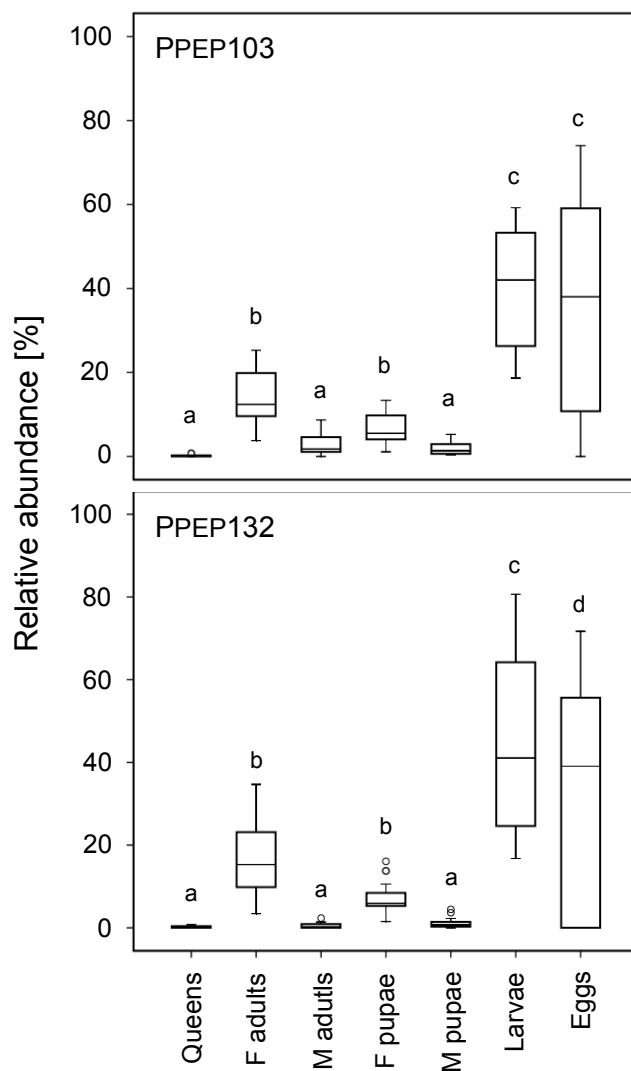 Relative abundance [%]
PPEP103
100
80
60
40
20
0
a
b
a
b
a
c
c
PPEP132
100
80
60
40
20
0
a
b
a
b
a
c
d
Queens
F adults
M adutls
F pupae
M pupae
Larvae
Eggs